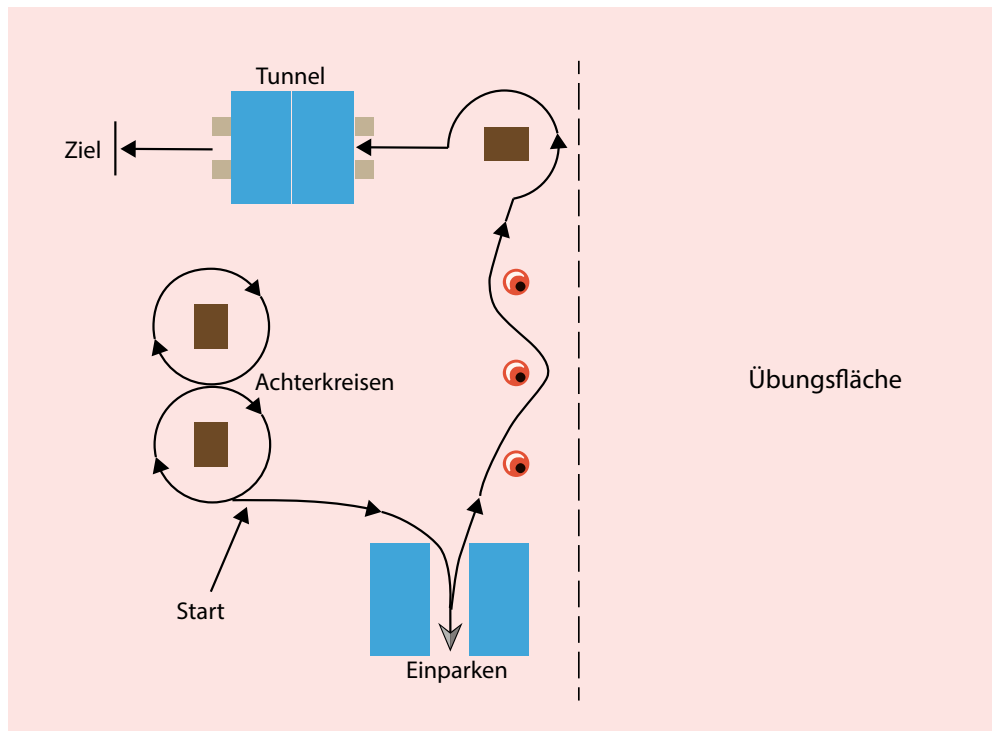 Tunnel
Ziel
Achterkreisen
Übungsfläche
Start
Einparken